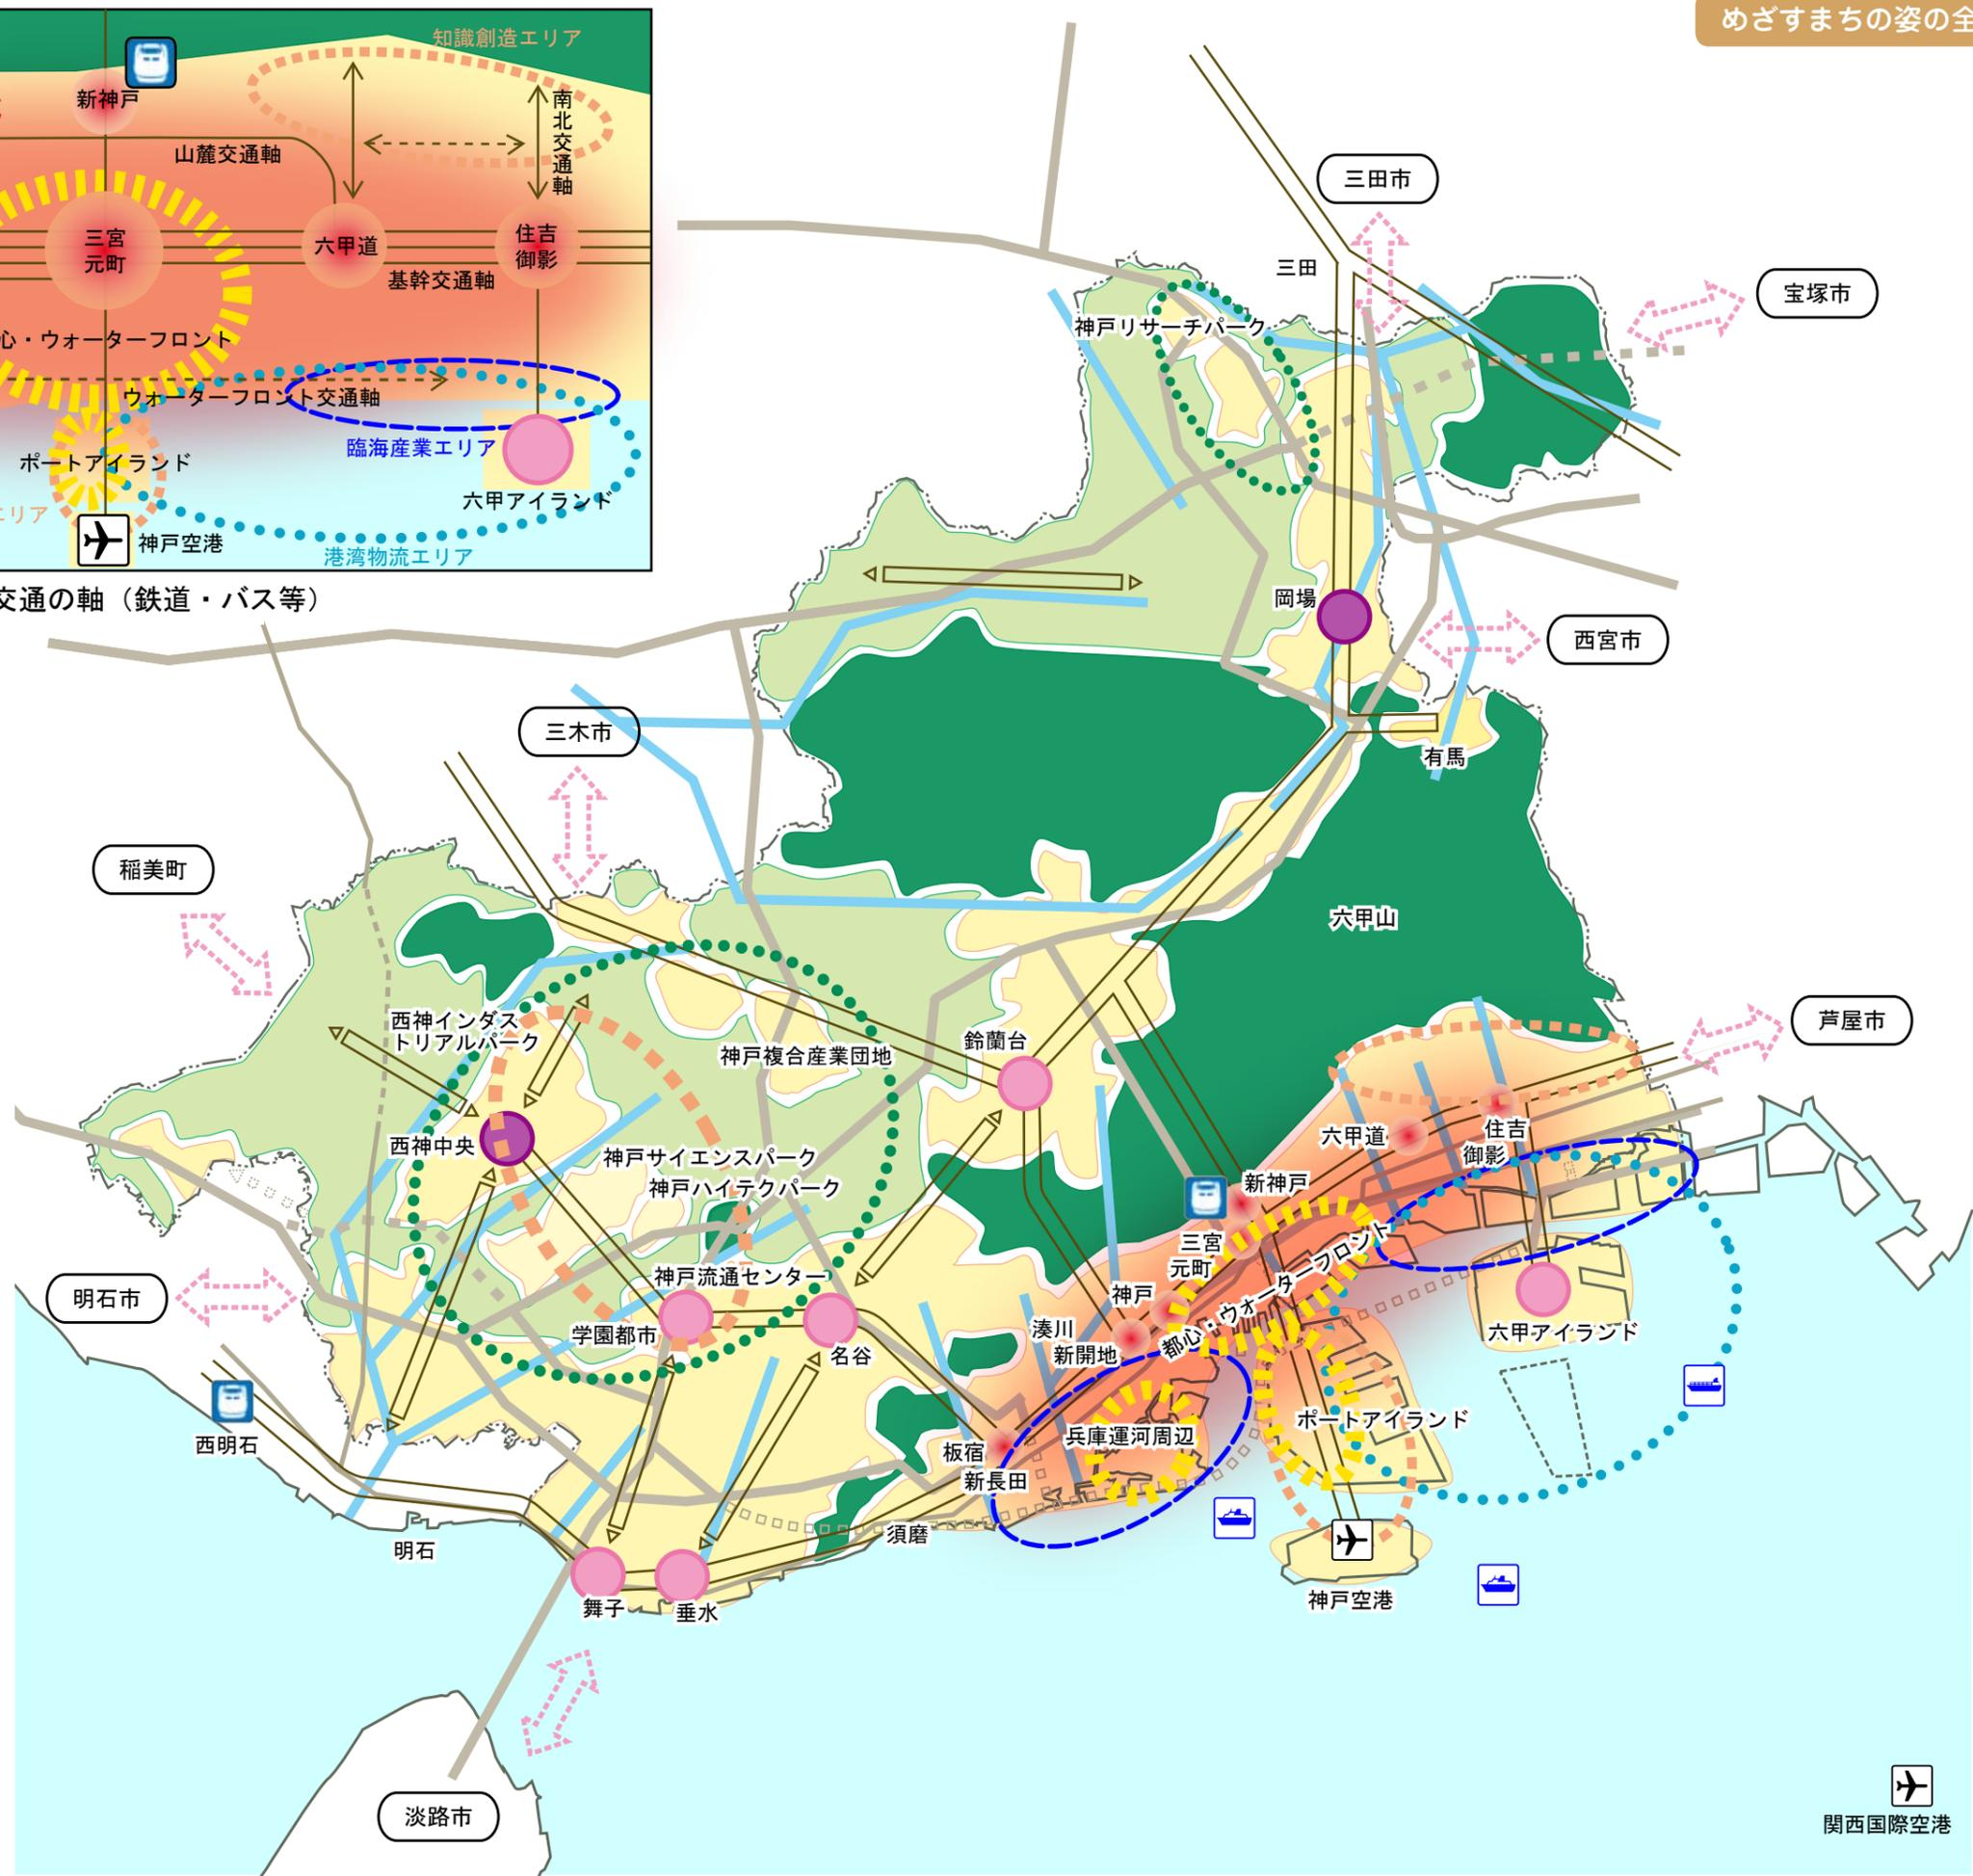 めざすまちの姿の全
知識創造エリア
新神戸
南北交通軸
山麓交通軸
三宮
元町
六甲道
住吉
御影
基幹交通軸
心・ウォーターフロント
ウォーターフロント交通軸
臨海産業エリア
ポートアイランド
六甲アイランド
エリア
神戸空港
港湾物流エリア
交通の軸（鉄道・バス等）
三田市
三田
宝塚市
神戸リサーチパーク
岡場
西宮市
三木市
有馬
稲美町
六甲山
西神インダス
トリアルパーク
神戸複合産業団地
鈴蘭台
芦屋市
西神中央
神戸サイエンスパーク
神戸ハイテクパーク
六甲道
住吉
御影
新神戸
三宮
元町
神戸流通センター
明石市
神戸
都心・ウォーターフロント
湊川
新開地
学園都市
名谷
六甲アイランド
西明石
板宿
新長田
兵庫運河周辺
ポートアイランド
明石
須磨
舞子
垂水
神戸空港
淡路市
関西国際空港